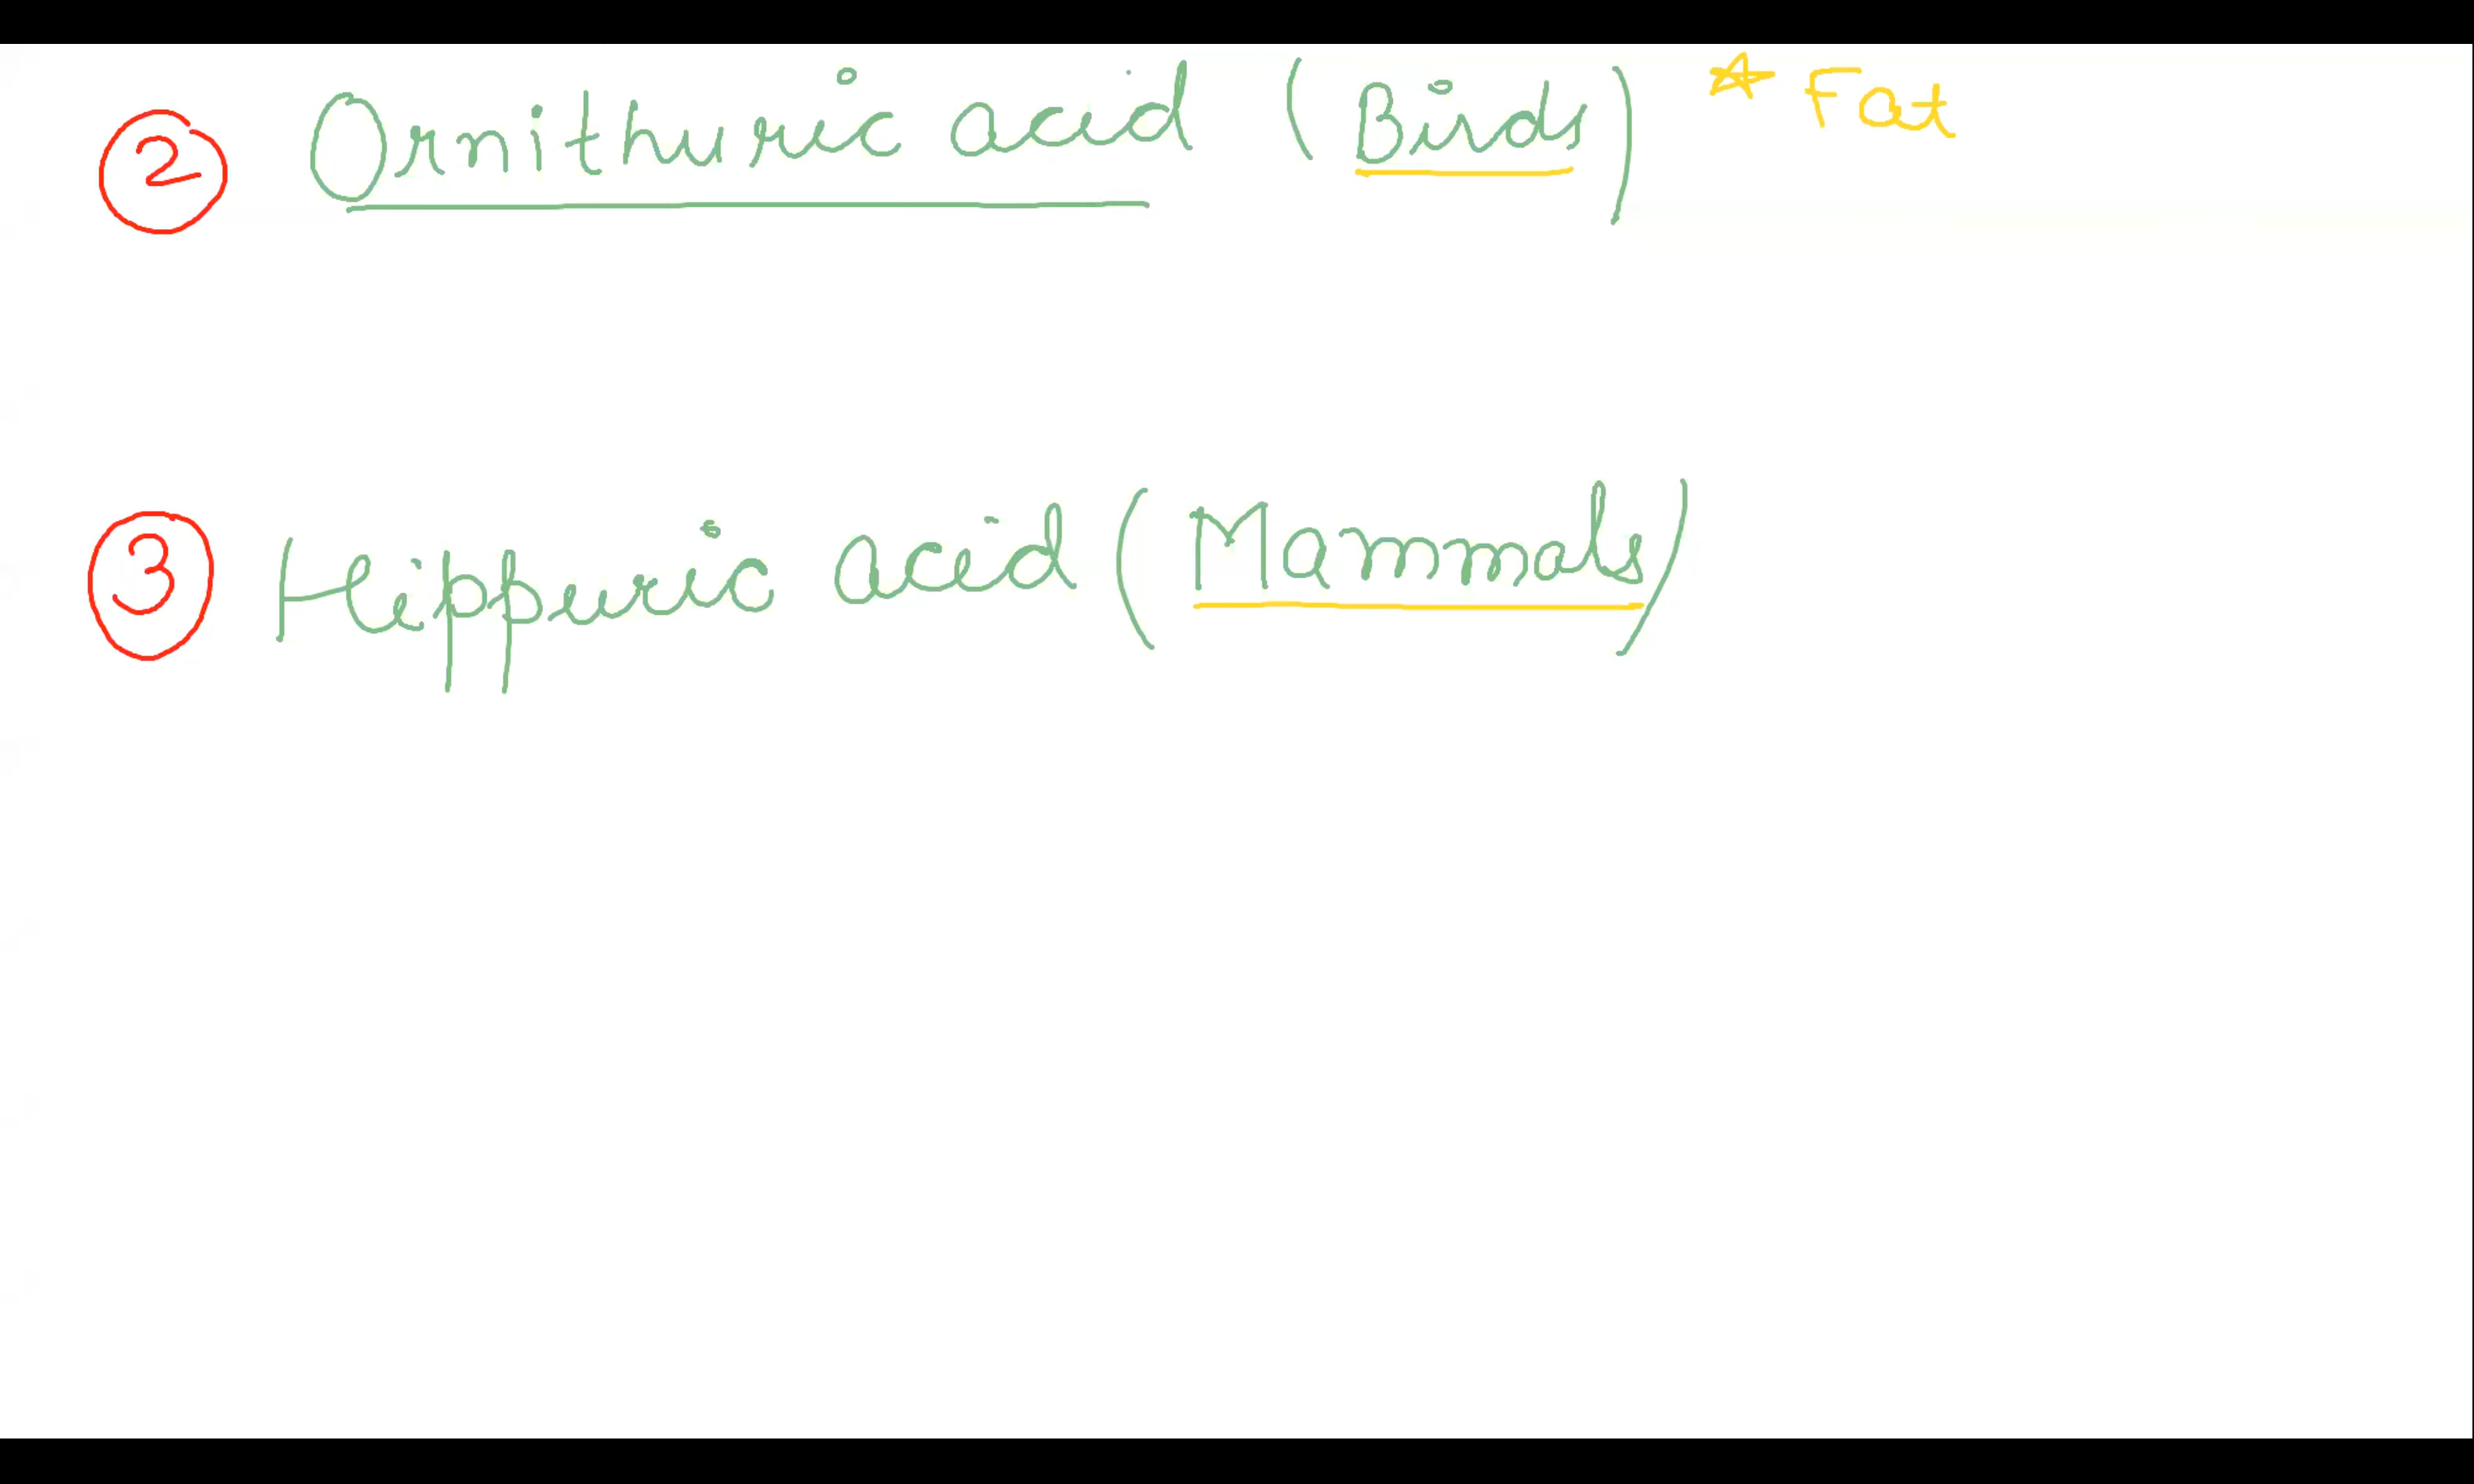 ② Ornithuric acid (Birds) ☆ Fat
③ Hippuric acid (Mammals)